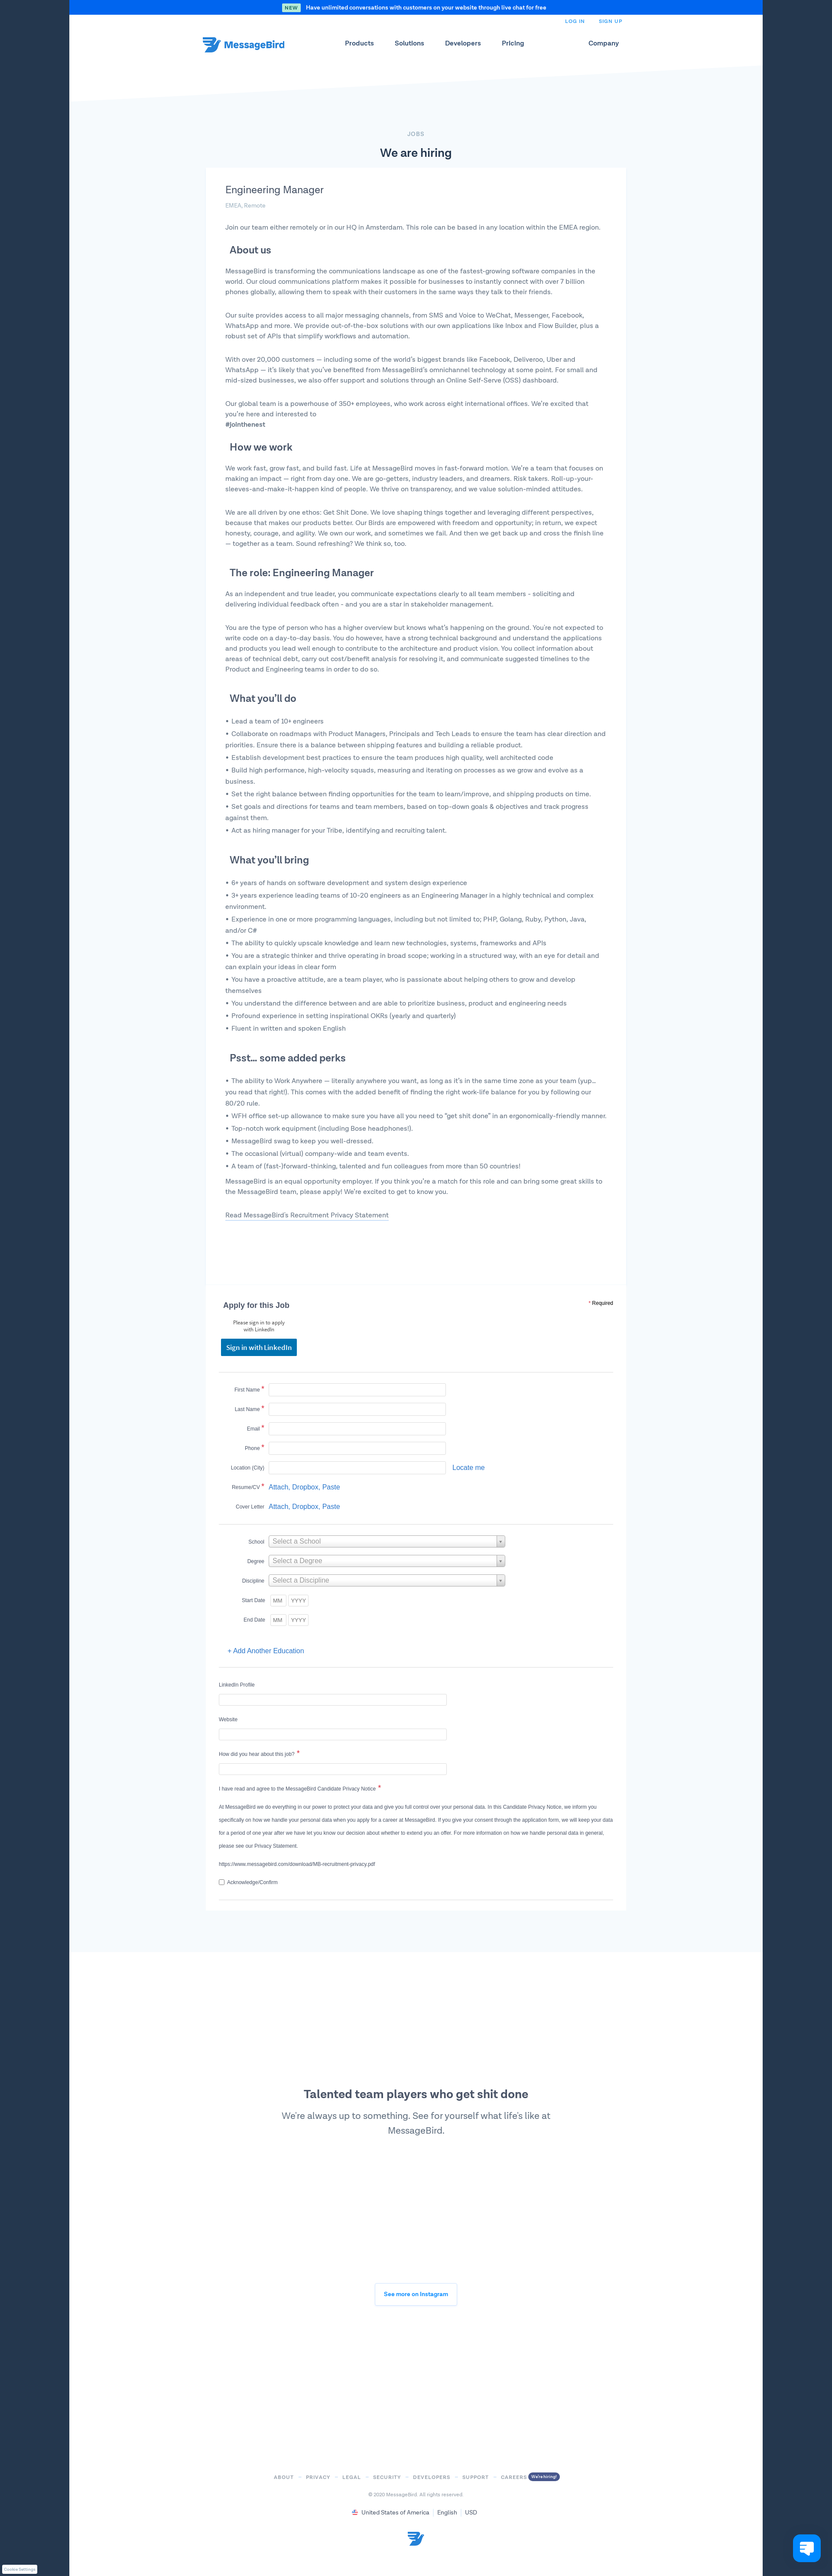 NEW Have unlimited conversations with customers on your website through live chat for free
LOG IN SIGN UP
MessageBird Products Solutions Developers Pricing Company
JOBS
We are hiring
Engineering Manager
EMEA, Remote
Join our team either remotely or in our HQ in Amsterdam. This role can be based in any location within the EMEA region.
About us
MessageBird is transforming the communications landscape as one of the fastest-growing software companies in the
world. Our cloud communications platform makes it possible for businesses to instantly connect with over 7 billion
phones globally, allowing them to speak with their customers in the same ways they talk to their friends.
Our suite provides access to all major messaging channels, from SMS and Voice to WeChat, Messenger, Facebook,
WhatsApp and more. We provide out-of-the-box solutions with our own applications like Inbox and Flow Builder, plus a
robust set of APIs that simplify workflows and automation.
With over 20,000 customers — including some of the world's biggest brands like Facebook, Deliveroo, Uber and
WhatsApp — it's likely that you've benefited from MessageBird's omnichannel technology at some point. For small and
mid-sized businesses, we also offer support and solutions through an Online Self-Serve (OSS) dashboard.
Our global team is a powerhouse of 350+ employees, who work across eight international offices. We're excited that
you're here and interested to
#jointhenest
How we work
We work fast, grow fast, and build fast. Life at MessageBird moves in fast-forward motion. We're a team that focuses on
making an impact — right from day one. We are go-getters, industry leaders, and dreamers. Risk takers. Roll-up-your-
sleeves-and-make-it-happen kind of people. We thrive on transparency, and we value solution-minded attitudes.
We are all driven by one ethos: Get Shit Done. We love shaping things together and leveraging different perspectives,
because that makes our products better. Our Birds are empowered with freedom and opportunity; in return, we expect
honesty, courage, and agility. We own our work, and sometimes we fail. And then we get back up and cross the finish line
— together as a team. Sound refreshing? We think so, too.
The role: Engineering Manager
As an independent and true leader, you communicate expectations clearly to all team members - soliciting and
delivering individual feedback often - and you are a star in stakeholder management.
You are the type of person who has a higher overview but knows what's happening on the ground. You're not expected to
write code on a day-to-day basis. You do however, have a strong technical background and understand the applications
and products you lead well enough to contribute to the architecture and product vision. You collect information about
areas of technical debt, carry out cost/benefit analysis for resolving it, and communicate suggested timelines to the
Product and Engineering teams in order to do so.
What you'll do
• Lead a team of 10+ engineers
• Collaborate on roadmaps with Product Managers, Principals and Tech Leads to ensure the team has clear direction and
priorities. Ensure there is a balance between shipping features and building a reliable product.
• Establish development best practices to ensure the team produces high quality, well architected code
• Build high performance, high-velocity squads, measuring and iterating on processes as we grow and evolve as a
business.
• Set the right balance between finding opportunities for the team to learn/improve, and shipping products on time.
• Set goals and directions for teams and team members, based on top-down goals & objectives and track progress
against them.
• Act as hiring manager for your Tribe, identifying and recruiting talent.
What you'll bring
• 6+ years of hands on software development and system design experience
• 3+ years experience leading teams of 10-20 engineers as an Engineering Manager in a highly technical and complex
environment.
• Experience in one or more programming languages, including but not limited to; PHP, Golang, Ruby, Python, Java,
and/or C#
• The ability to quickly upscale knowledge and learn new technologies, systems, frameworks and APIs
• You are a strategic thinker and thrive operating in broad scope; working in a structured way, with an eye for detail and
can explain your ideas in clear form
• You have a proactive attitude, are a team player, who is passionate about helping others to grow and develop
themselves
• You understand the difference between and are able to prioritize business, product and engineering needs
• Profound experience in setting inspirational OKRs (yearly and quarterly)
• Fluent in written and spoken English
Psst... some added perks
• The ability to Work Anywhere — literally anywhere you want, as long as it's in the same time zone as your team (yup...
you read that right!). This comes with the added benefit of finding the right work-life balance for you by following our
80/20 rule.
• WFH office set-up allowance to make sure you have all you need to "get shit done" in an ergonomically-friendly manner.
• Top-notch work equipment (including Bose headphones!).
• MessageBird swag to keep you well-dressed.
• The occasional (virtual) company-wide and team events.
• A team of (fast-)forward-thinking, talented and fun colleagues from more than 50 countries!
MessageBird is an equal opportunity employer. If you think you're a match for this role and can bring some great skills to
the MessageBird team, please apply! We're excited to get to know you.
Read MessageBird's Recruitment Privacy Statement
Apply for this Job * Required
Please sign in to apply
with LinkedIn
Sign in with LinkedIn
First Name *
Last Name *
Email *
Phone *
Location (City) Locate me
Resume/CV * Attach, Dropbox, Paste
Cover Letter Attach, Dropbox, Paste
School Select a School
Degree Select a Degree
Discipline Select a Discipline
Start Date MM YYYY
End Date MM YYYY
+ Add Another Education
LinkedIn Profile
Website
How did you hear about this job? *
I have read and agree to the MessageBird Candidate Privacy Notice *
At MessageBird we do everything in our power to protect your data and give you full control over your personal data. In this Candidate Privacy Notice, we inform you
specifically on how we handle your personal data when you apply for a career at MessageBird. If you give your consent through the application form, we will keep your data
for a period of one year after we have let you know our decision about whether to extend you an offer. For more information on how we handle personal data in general,
please see our Privacy Statement.
https://www.messagebird.com/download/MB-recruitment-privacy.pdf
Acknowledge/Confirm
Talented team players who get shit done
We're always up to something. See for yourself what life's like at
MessageBird.
See more on Instagram
ABOUT – PRIVACY – LEGAL – SECURITY – DEVELOPERS – SUPPORT – CAREERS We're hiring!
© 2020 MessageBird. All rights reserved.
United States of America English USD
Cookie Settings